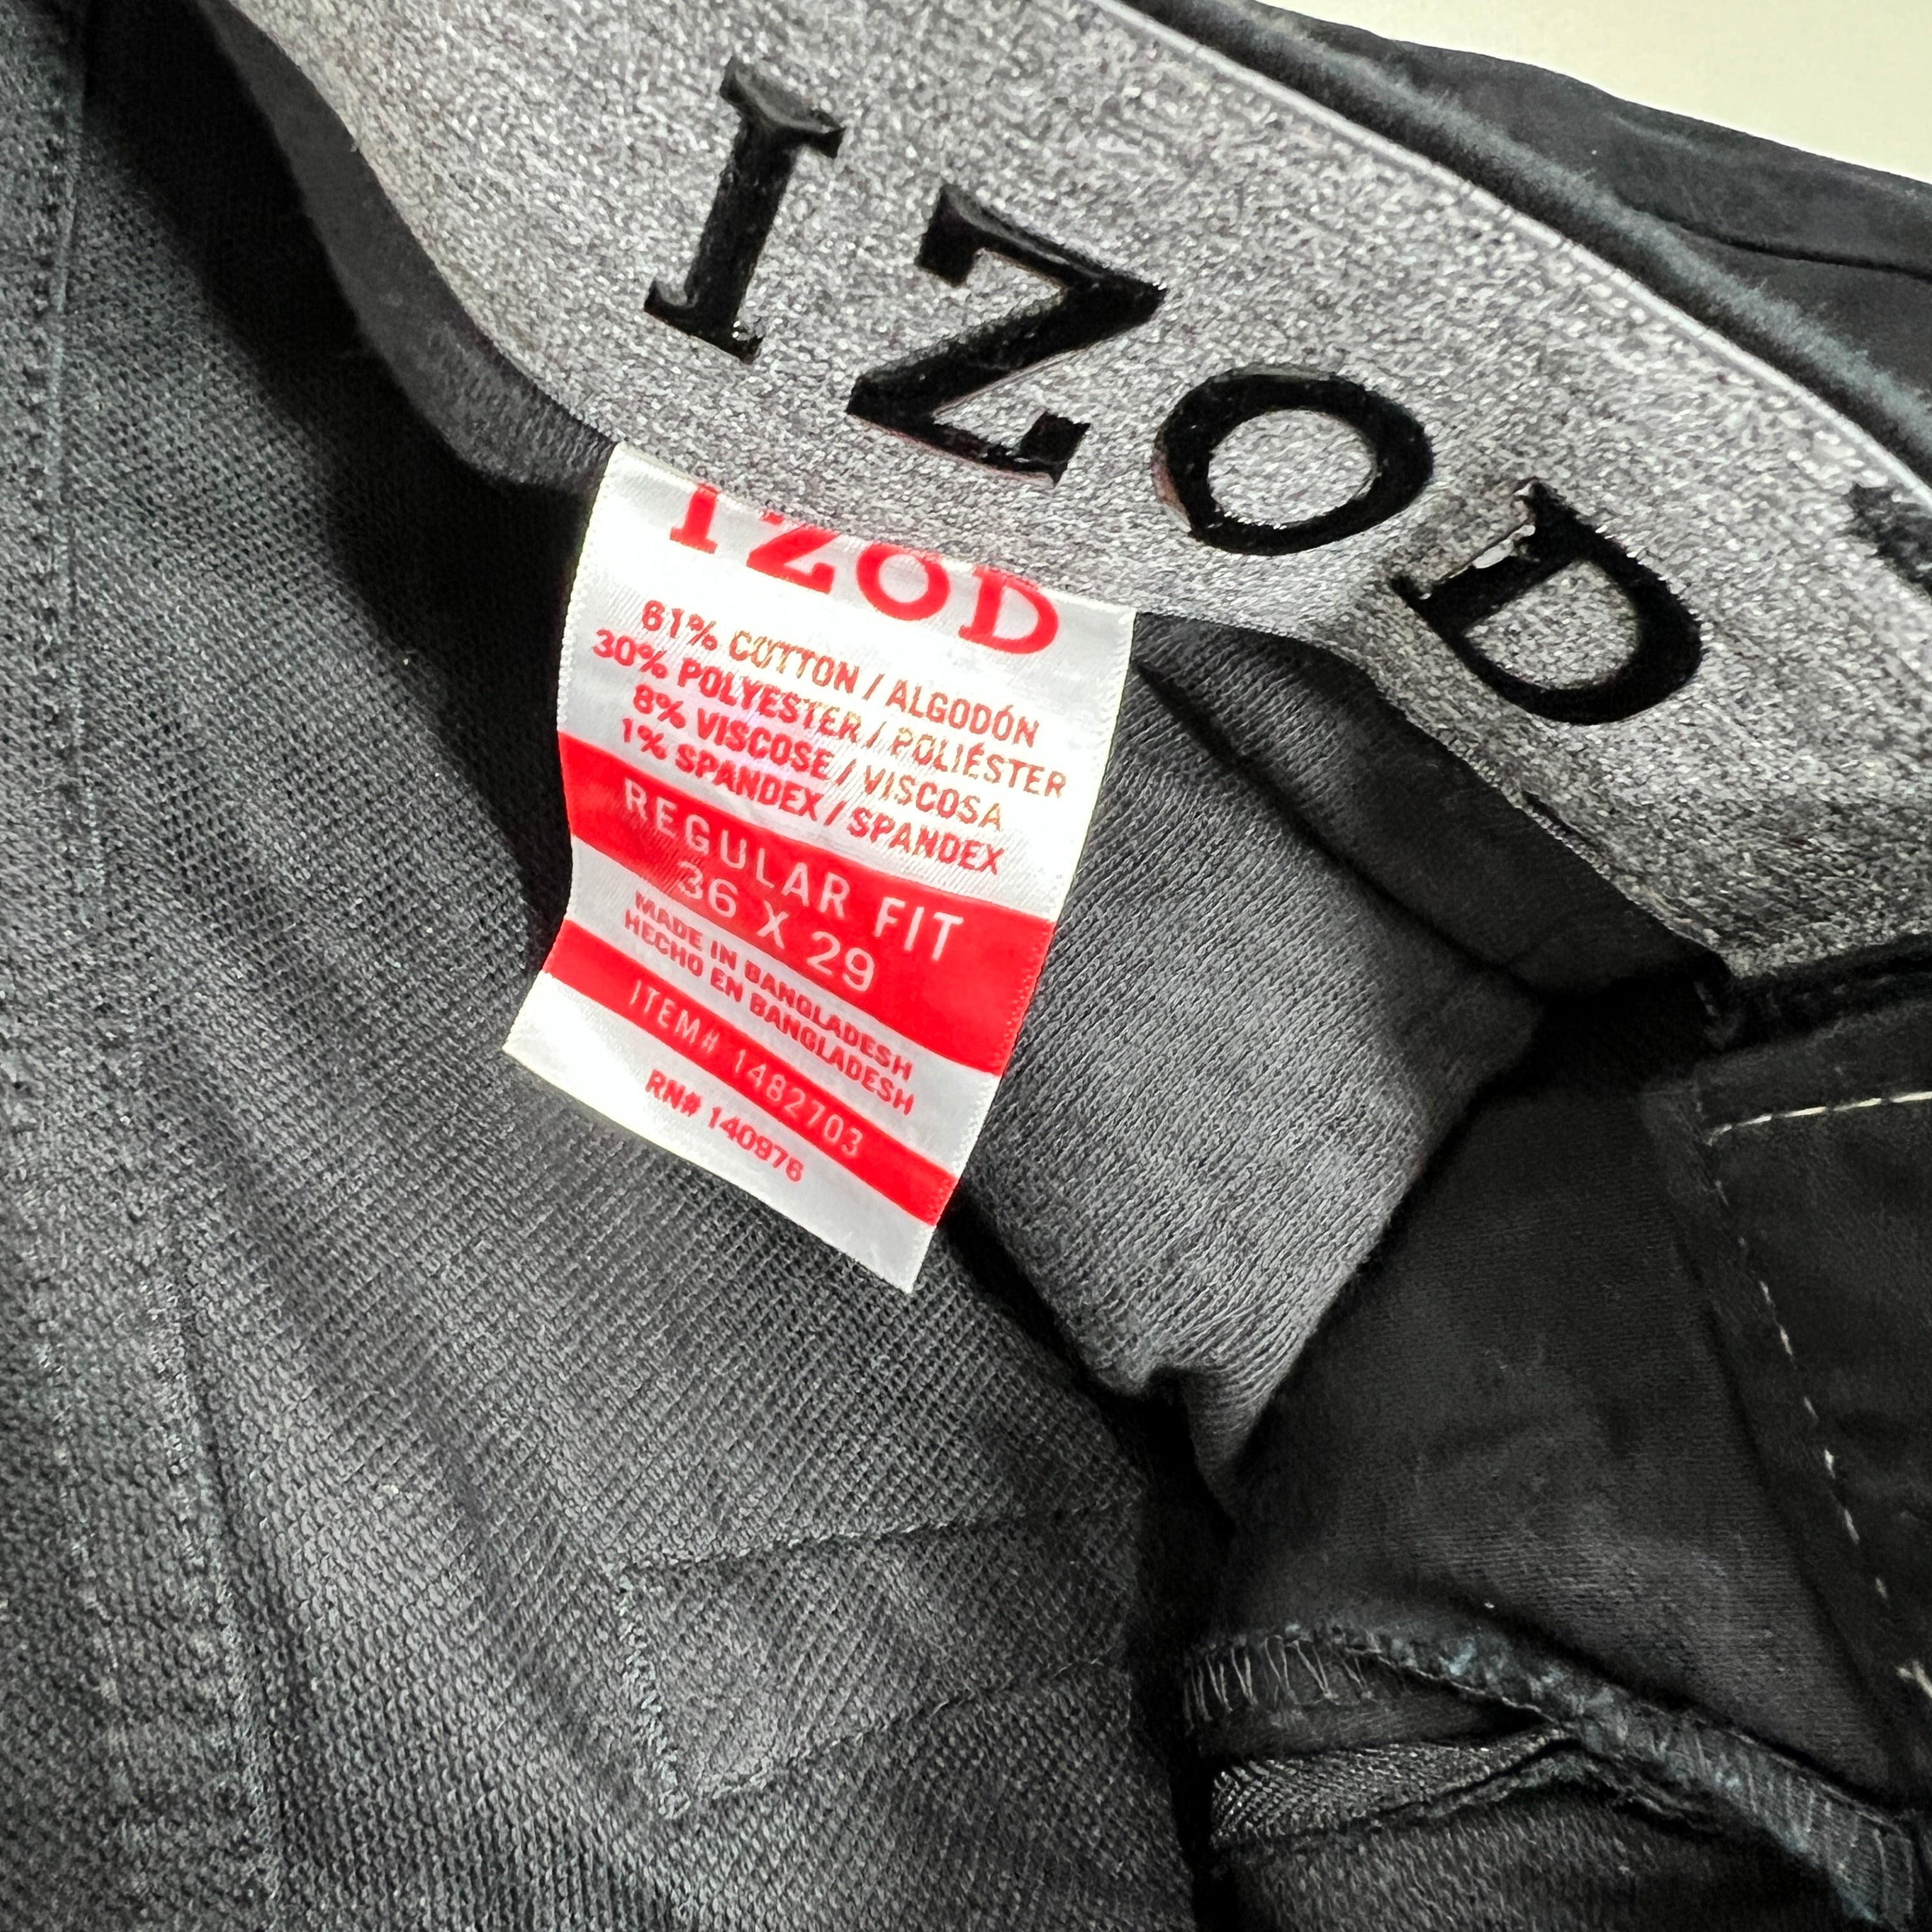 IZOD
IZOD
61% COTTON / ALGODÓN
30% POLYESTER / POLIÉSTER
8% VISCOSE / VISCOSA
1% SPANDEX / SPANDEX
REGULAR FIT
36 X 29
MADE IN BANGLADESH
HECHO EN BANGLADESH
ITEM# 1482703
RN# 140976